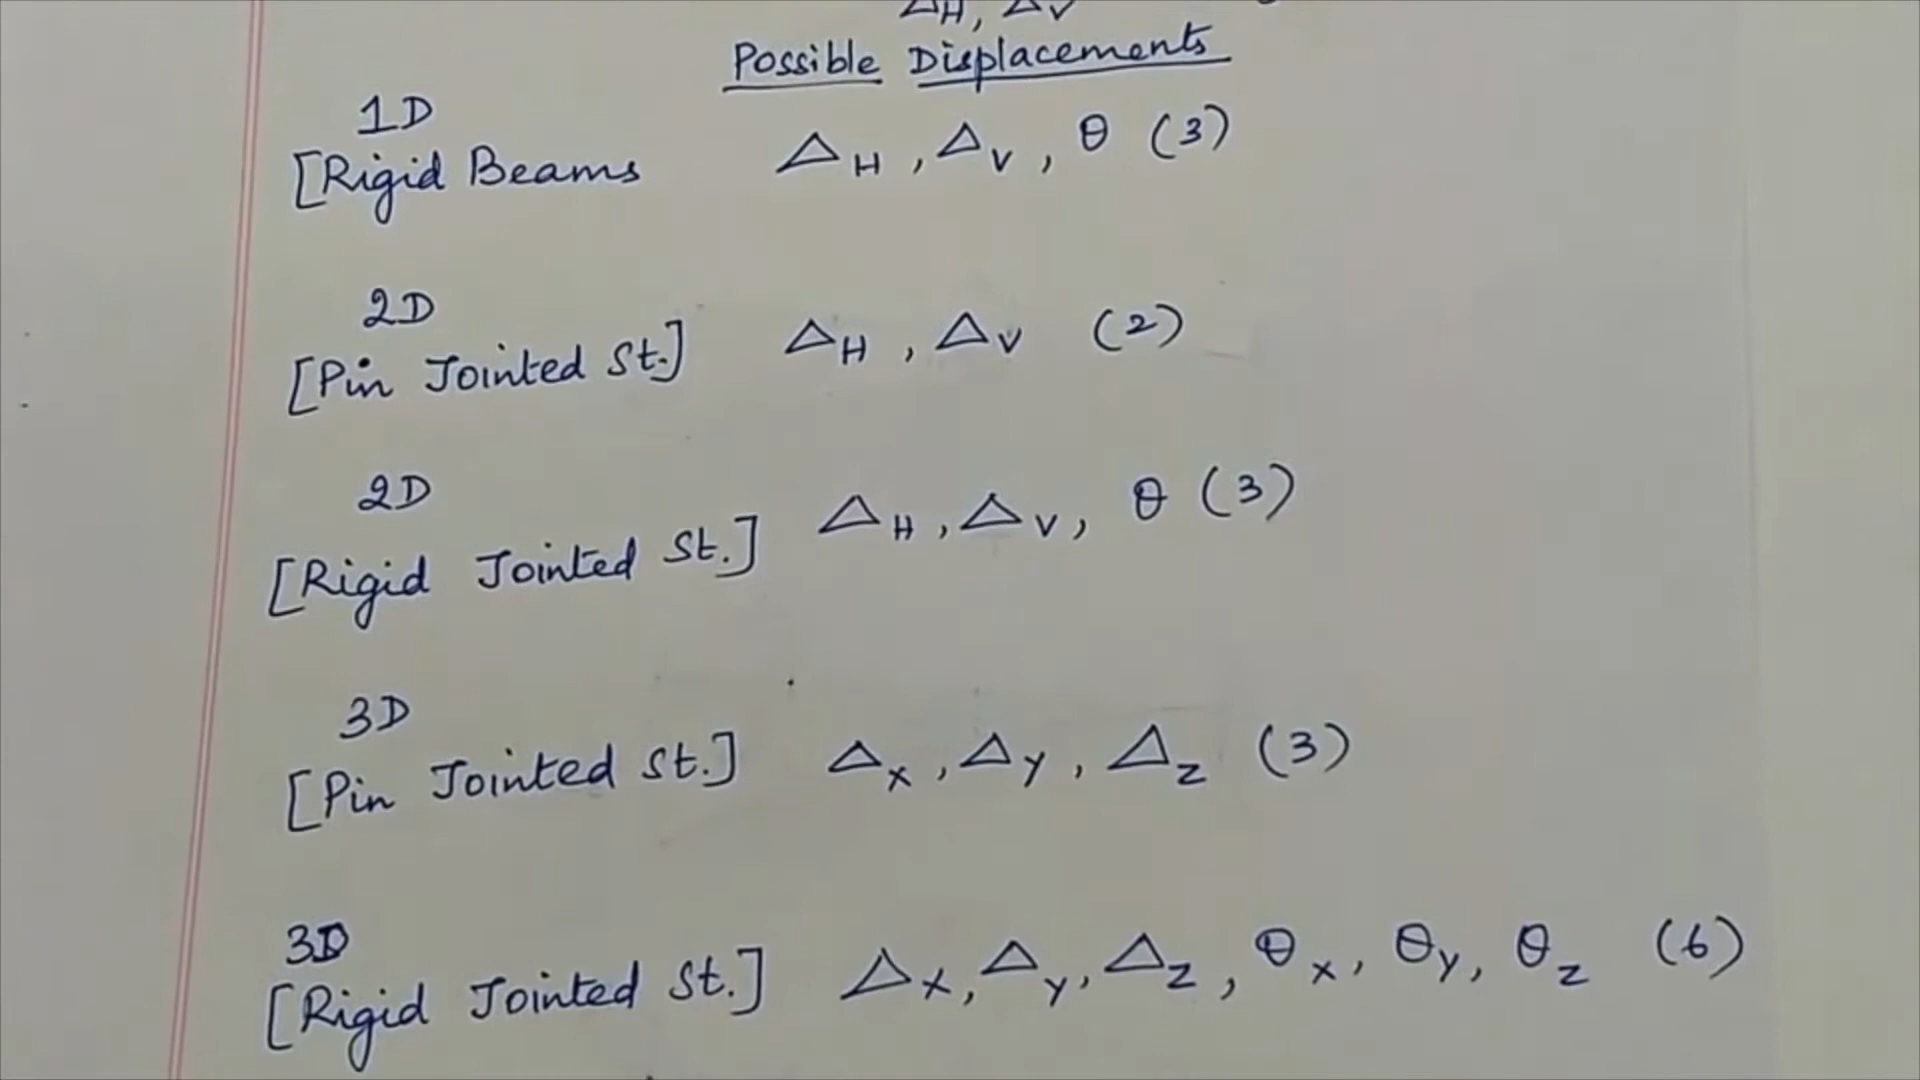 ΔH, ΔV
Possible Displacements
1D
[Rigid Beams ΔH, ΔV, θ (3)
2D
[Pin Jointed St.] ΔH, ΔV (2)
2D
[Rigid Jointed St.] ΔH, ΔV, θ (3)
3D
[Pin Jointed St.] Δx, Δy, Δz (3)
3D
[Rigid Jointed St.] Δx, Δy, Δz, θx, θy, θz (6)